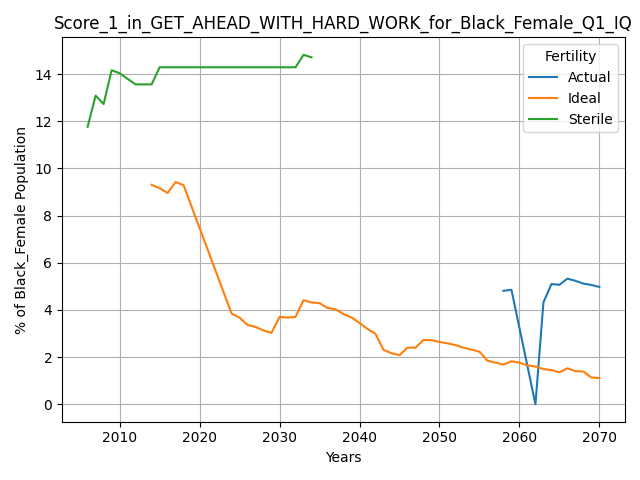 Score_1_in_GET_AHEAD_WITH_HARD_WORK_for_Black_Female_Q1_IQ
Fertility
Actual
Ideal
Sterile
% of Black_Female Population
14
12
10
8
6
4
2
0
2010 2020 2030 2040 2050 2060 2070
Years